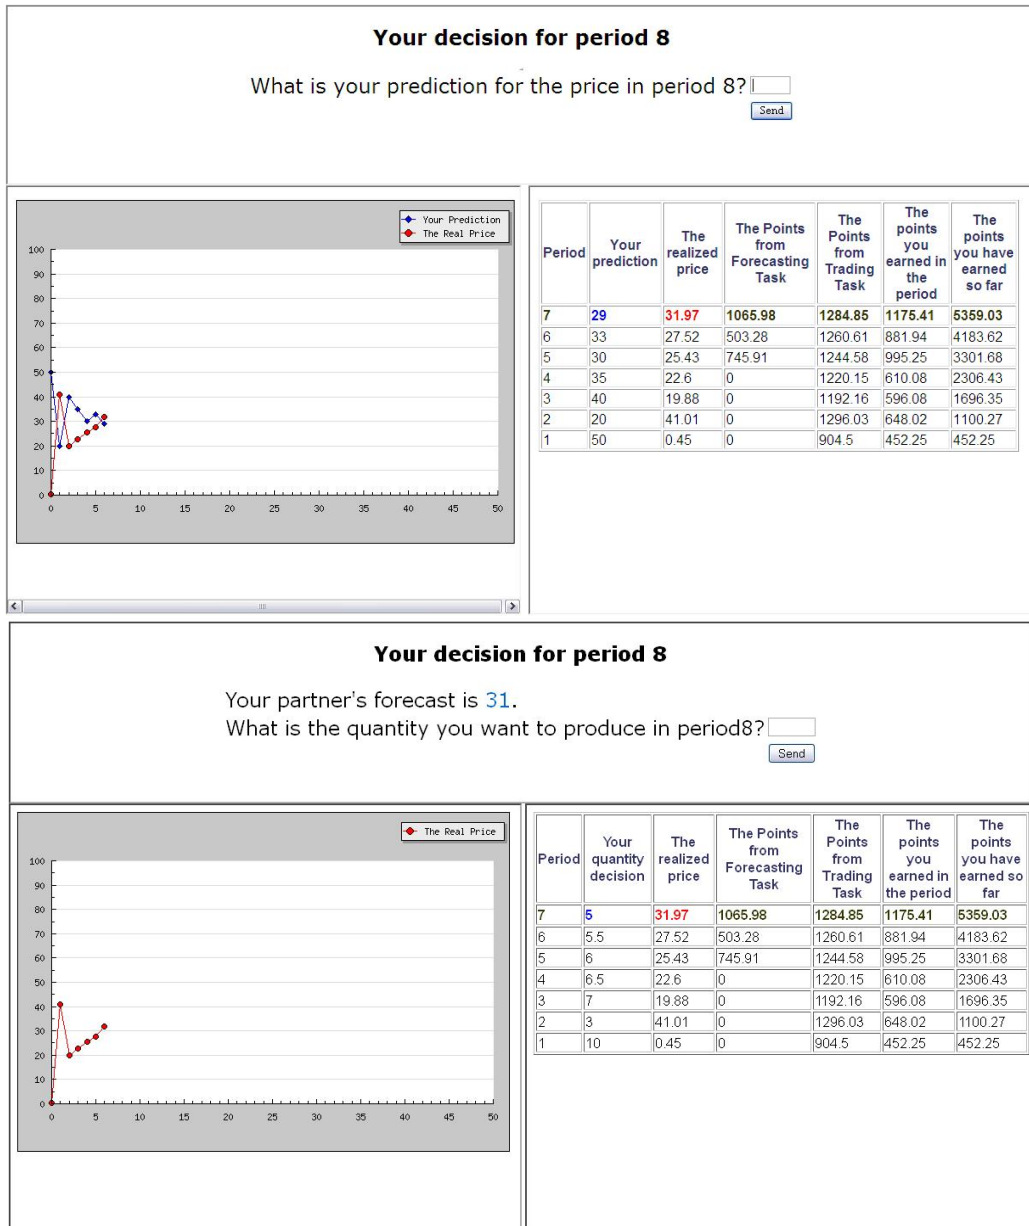 Your decision for period 8
What is your prediction for the price in period 8?
Send
Your Prediction
The Real Price
100
90
80
70
60
50
40
30
20
10
0
0 5 10 15 20 25 30 35 40 45 50
Period Your prediction The realized price The Points from Forecasting Task The Points from Trading Task The points you earned in the period The points you have earned so far
7 29 31.97 1065.98 1284.85 1175.41 5359.03
6 33 27.52 503.28 1260.61 881.94 4183.62
5 30 25.43 745.91 1244.58 995.25 3301.68
4 35 22.6 0 1220.15 610.08 2306.43
3 40 19.88 0 1192.16 596.08 1696.35
2 20 41.01 0 1296.03 648.02 1100.27
1 50 0.45 0 904.5 452.25 452.25
Your decision for period 8
Your partner's forecast is 31.
What is the quantity you want to produce in period8?
Send
The Real Price
100
90
80
70
60
50
40
30
20
10
0
0 5 10 15 20 25 30 35 40 45 50
Period Your quantity decision The realized price The Points from Forecasting Task The Points from Trading Task The points you earned in the period The points you have earned so far
7 5 31.97 1065.98 1284.85 1175.41 5359.03
6 5.5 27.52 503.28 1260.61 881.94 4183.62
5 6 25.43 745.91 1244.58 995.25 3301.68
4 6.5 22.6 0 1220.15 610.08 2306.43
3 7 19.88 0 1192.16 596.08 1696.35
2 3 41.01 0 1296.03 648.02 1100.27
1 10 0.45 0 904.5 452.25 452.25